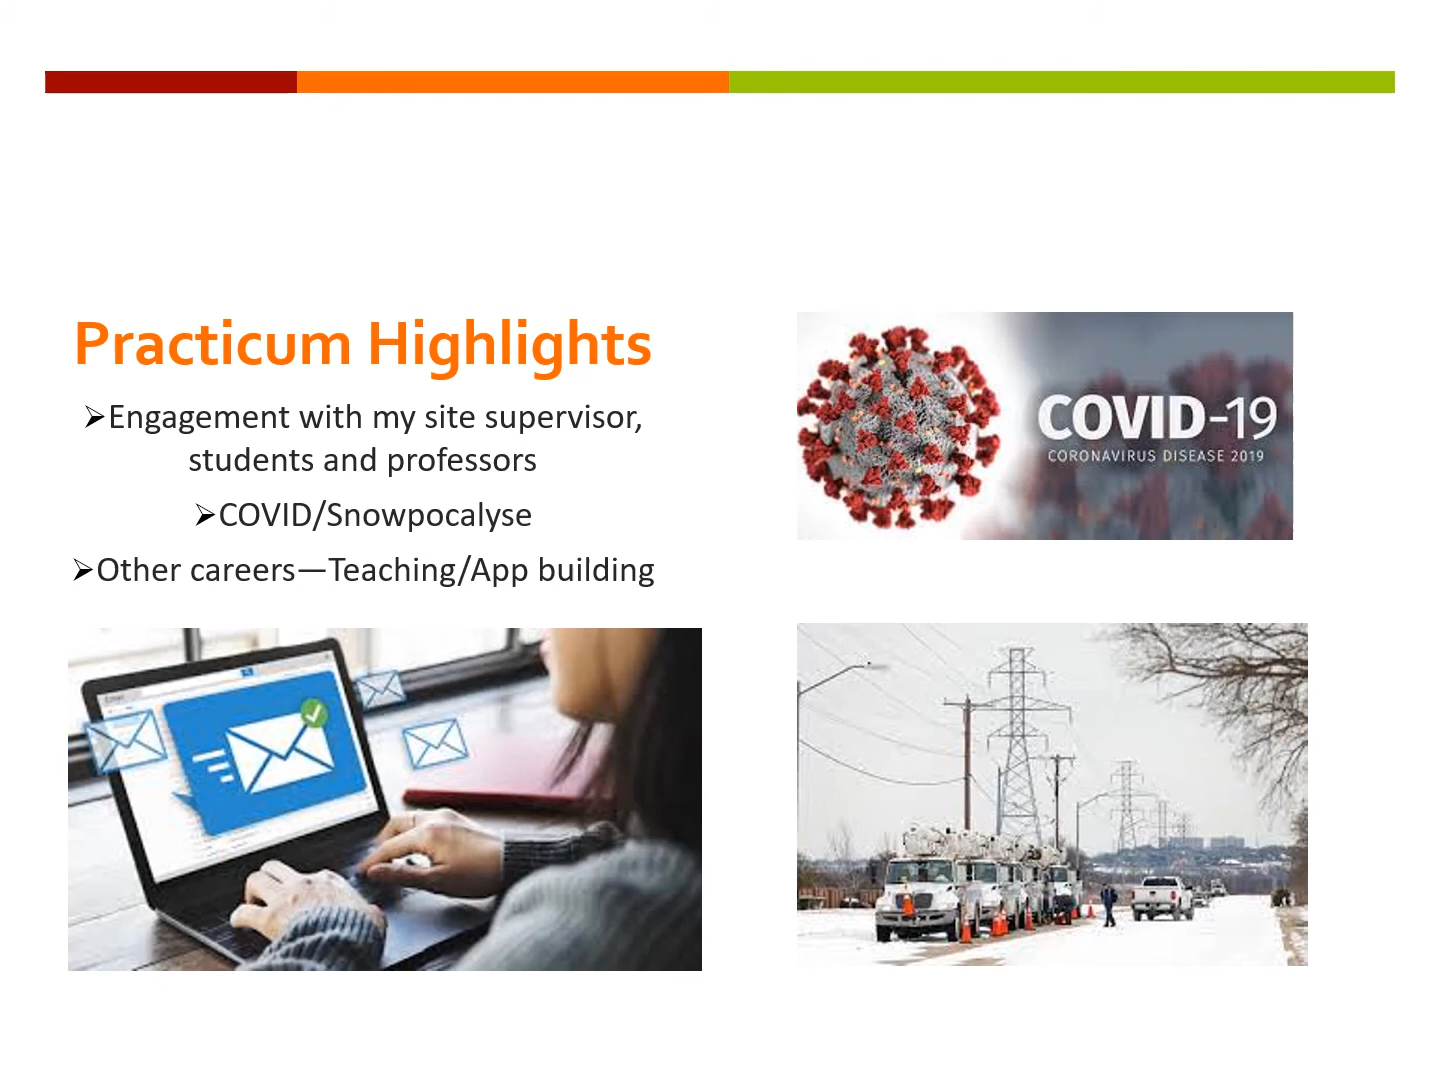 Practicum Highlights
➢Engagement with my site supervisor,
students and professors
➢COVID/Snowpocalyse
➢Other careers—Teaching/App building
COVID-19
CORONAVIRUS DISEASE 2019